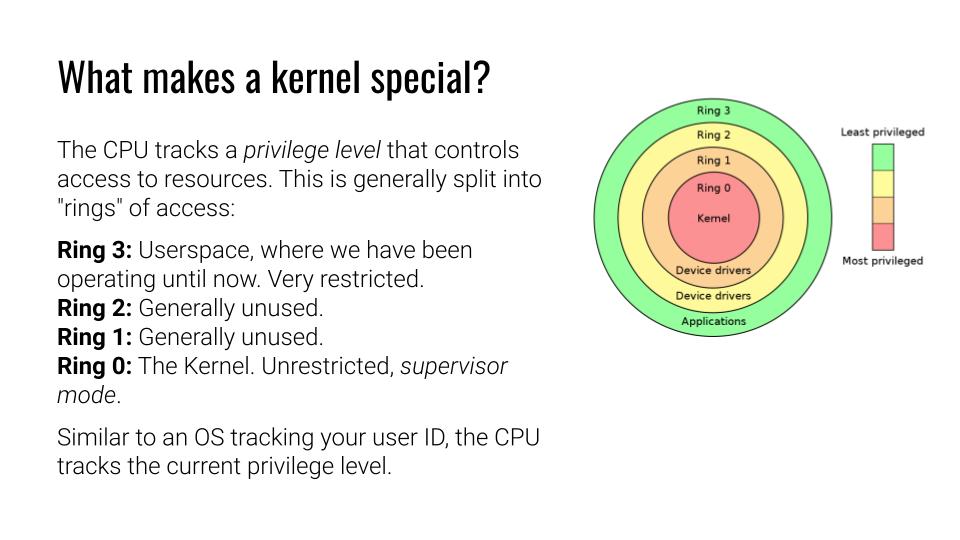 What makes a kernel special?
The CPU tracks a privilege level that controls
access to resources. This is generally split into
"rings" of access:
Ring 3: Userspace, where we have been
operating until now. Very restricted.
Ring 2: Generally unused.
Ring 1: Generally unused.
Ring 0: The Kernel. Unrestricted, supervisor
mode.
Similar to an OS tracking your user ID, the CPU
tracks the current privilege level.
Ring 3
Ring 2
Ring 1
Ring 0
Kernel
Device drivers
Device drivers
Applications
Least privileged
Most privileged